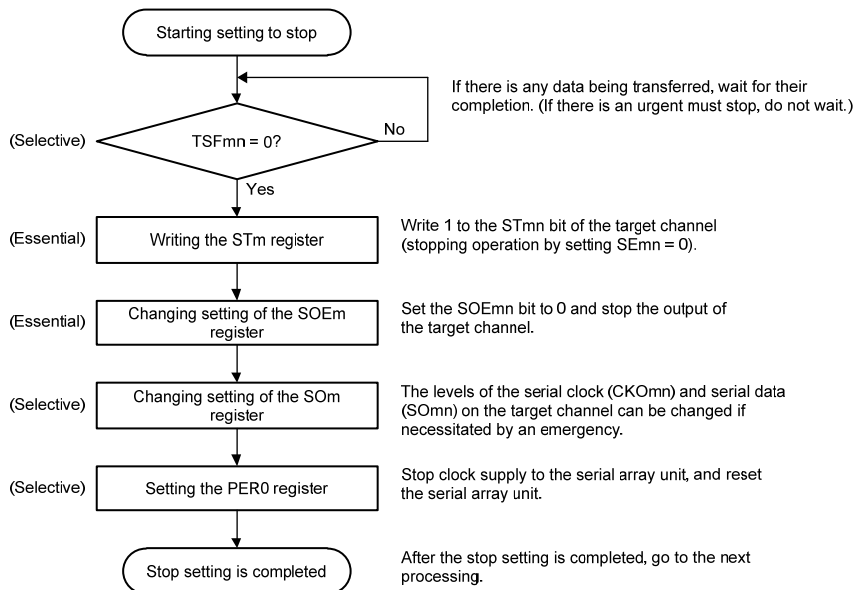 Starting setting to stop
If there is any data being transferred, wait for their
completion. (If there is an urgent must stop, do not wait.)
(Selective)
TSFmn = 0?
No
Yes
(Essential)
Writing the STm register
Write 1 to the STmn bit of the target channel
(stopping operation by setting SEmn = 0).
(Essential)
Changing setting of the SOEm
register
Set the SOEmn bit to 0 and stop the output of
the target channel.
(Selective)
Changing setting of the SOm
register
The levels of the serial clock (CKOmn) and serial data
(SOmn) on the target channel can be changed if
necessitated by an emergency.
(Selective)
Setting the PER0 register
Stop clock supply to the serial array unit, and reset
the serial array unit.
Stop setting is completed
After the stop setting is completed, go to the next
processing.